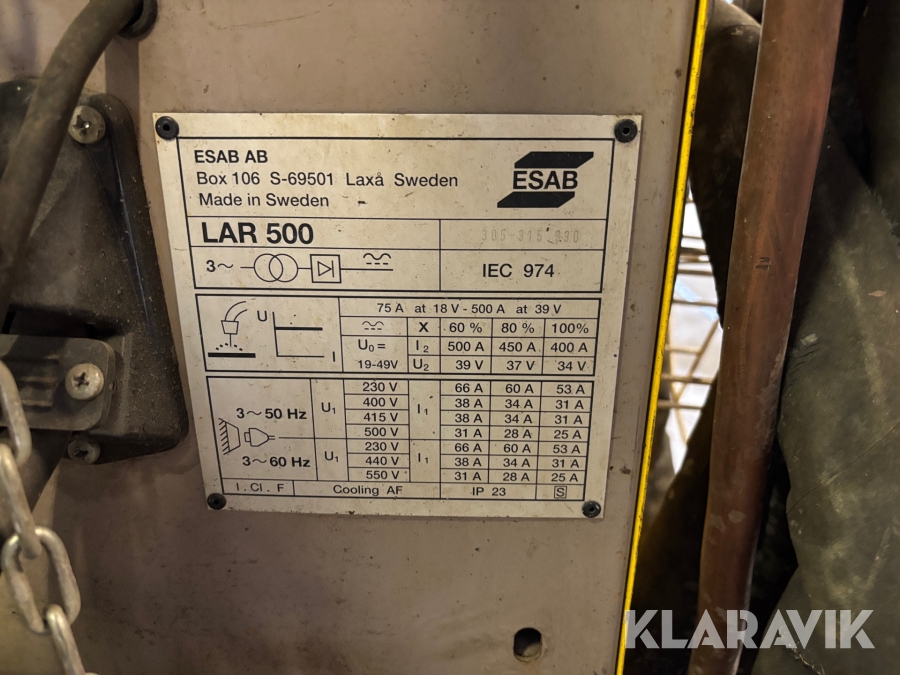 ESAB AB
Box 106 S-69501 Laxå Sweden
Made in Sweden
ESAB
LAR 500
IEC 974
3~
75 A at 18 V - 500 A at 39 V
U
I
X 60 % 80 % 100%
U₀ = I₂ 500 A 450 A 400 A
19-49V U₂ 39 V 37 V 34 V
3~50 Hz U₁ I₁
230 V 66 A 60 A 53 A
400 V 38 A 34 A 31 A
415 V 38 A 34 A 31 A
500 V 31 A 28 A 25 A
3~60 Hz U₁ I₁
230 V 66 A 60 A 53 A
440 V 38 A 34 A 31 A
550 V 31 A 28 A 25 A
I . Cl . F Cooling AF IP 23 S
KLARAVIK